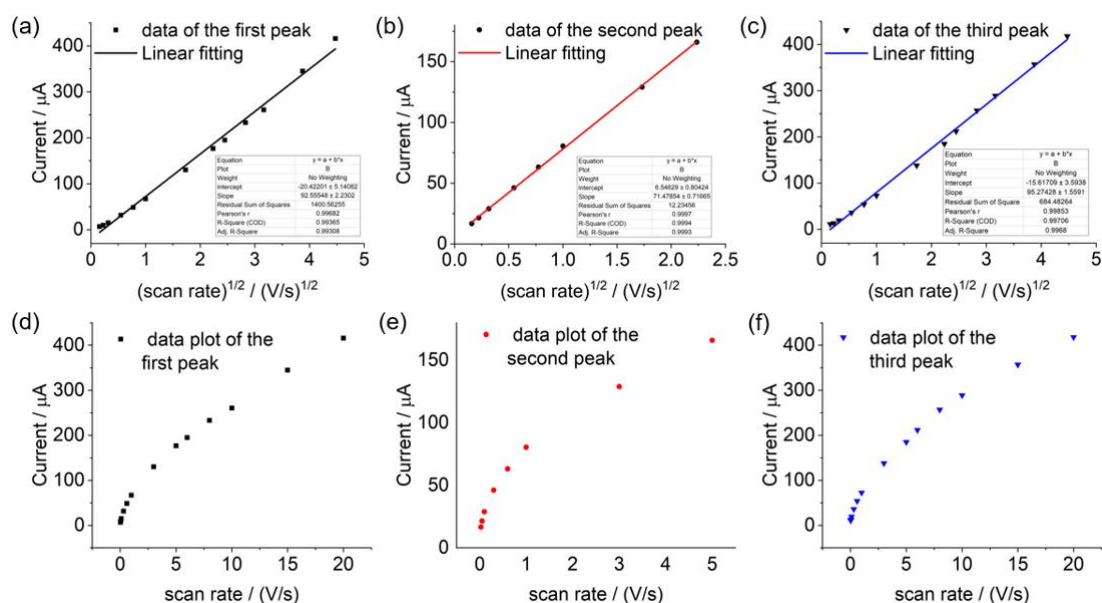 (a)
data of the first peak
Linear fitting
Current / μA
400
300
200
100
0
Equation y = a + b*x
Plot B
Weight No Weighting
Intercept -20.42201 ± 5.14082
Slope 92.55548 ± 2.2302
Residual Sum of Squares 1400.56255
Pearson's r 0.99682
R-Square (COD) 0.99365
Adj. R-Square 0.99308
0 1 2 3 4 5
(scan rate)1/2 / (V/s)1/2
(b)
data of the second peak
Linear fitting
Current / μA
175
150
125
100
75
50
25
0
Equation y = a + b*x
Plot B
Weight No Weighting
Intercept 6.54629 ± 0.80424
Slope 71.47854 ± 0.71665
Residual Sum of Squares 12.23456
Pearson's r 0.9997
R-Square (COD) 0.9994
Adj. R-Square 0.9993
0.0 0.5 1.0 1.5 2.0 2.5
(scan rate)1/2 / (V/s)1/2
(c)
data of the third peak
Linear fitting
Current / μA
400
300
200
100
0
Equation y = a + b*x
Plot B
Weight No Weighting
Intercept -15.61709 ± 3.5938
Slope 95.27428 ± 1.5591
Residual Sum of Squares 684.48264
Pearson's r 0.99853
R-Square (COD) 0.99706
Adj. R-Square 0.9968
0 1 2 3 4 5
(scan rate)1/2 / (V/s)1/2
(d)
data plot of the
first peak
Current / μA
400
300
200
100
0
0 5 10 15 20
scan rate / (V/s)
(e)
data plot of the
second peak
Current / μA
150
100
50
0
0 1 2 3 4 5
scan rate / (V/s)
(f)
data plot of the
third peak
Current / μA
400
300
200
100
0
0 5 10 15 20
scan rate / (V/s)